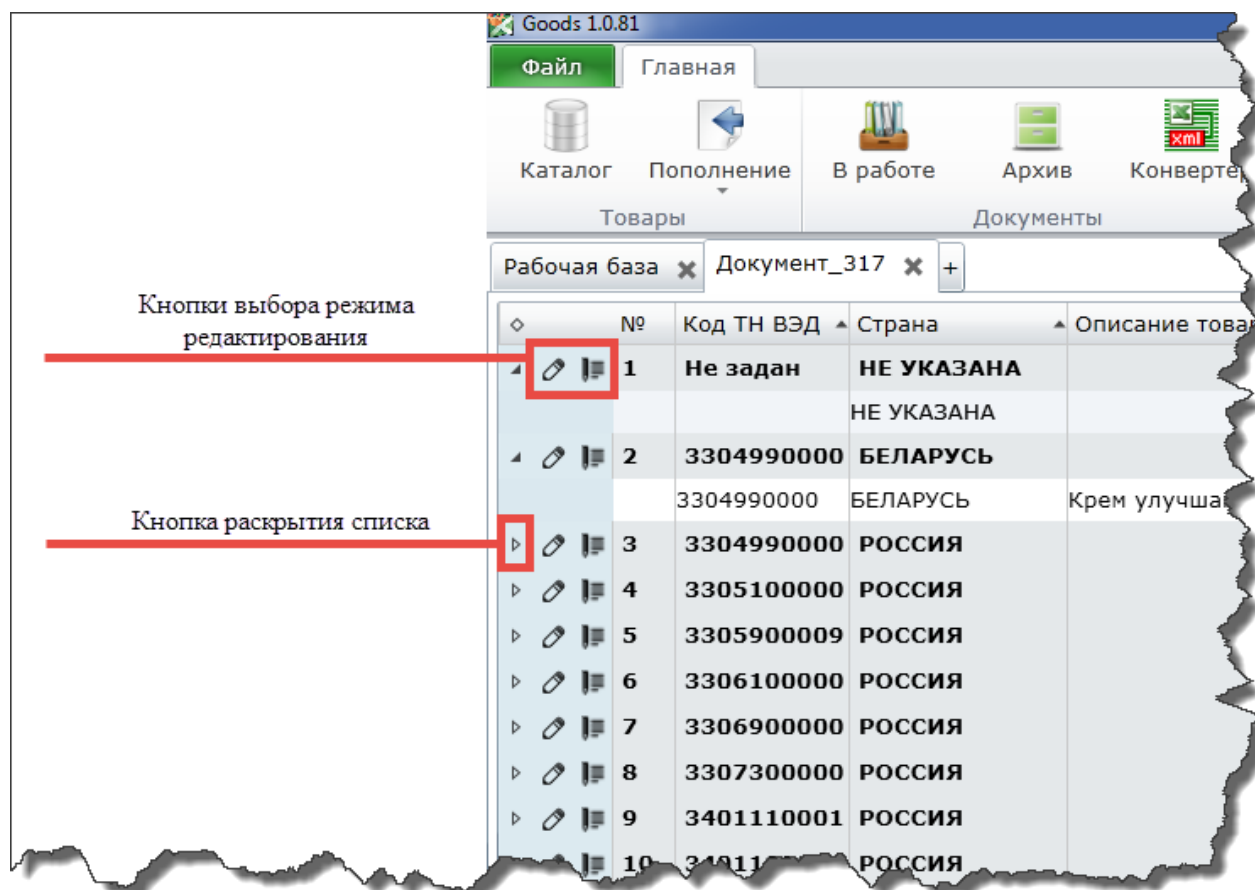 Goods 1.0.81
Файл Главная
Каталог Пополнение В работе Архив
Товары Документы
Рабочая база Документ_317 +
Кнопки выбора режима
редактирования
№ Код ТН ВЭД Страна Описание
1 Не задан НЕ УКАЗАНА
НЕ УКАЗАНА
2 3304990000 БЕЛАРУСЬ
3304990000 БЕЛАРУСЬ Крем
Кнопка раскрытия списка
3 3304990000 РОССИЯ
4 3305100000 РОССИЯ
5 3305900009 РОССИЯ
6 3306100000 РОССИЯ
7 3306900000 РОССИЯ
8 3307300000 РОССИЯ
9 3401110001 РОССИЯ
10 РОССИЯ
xml